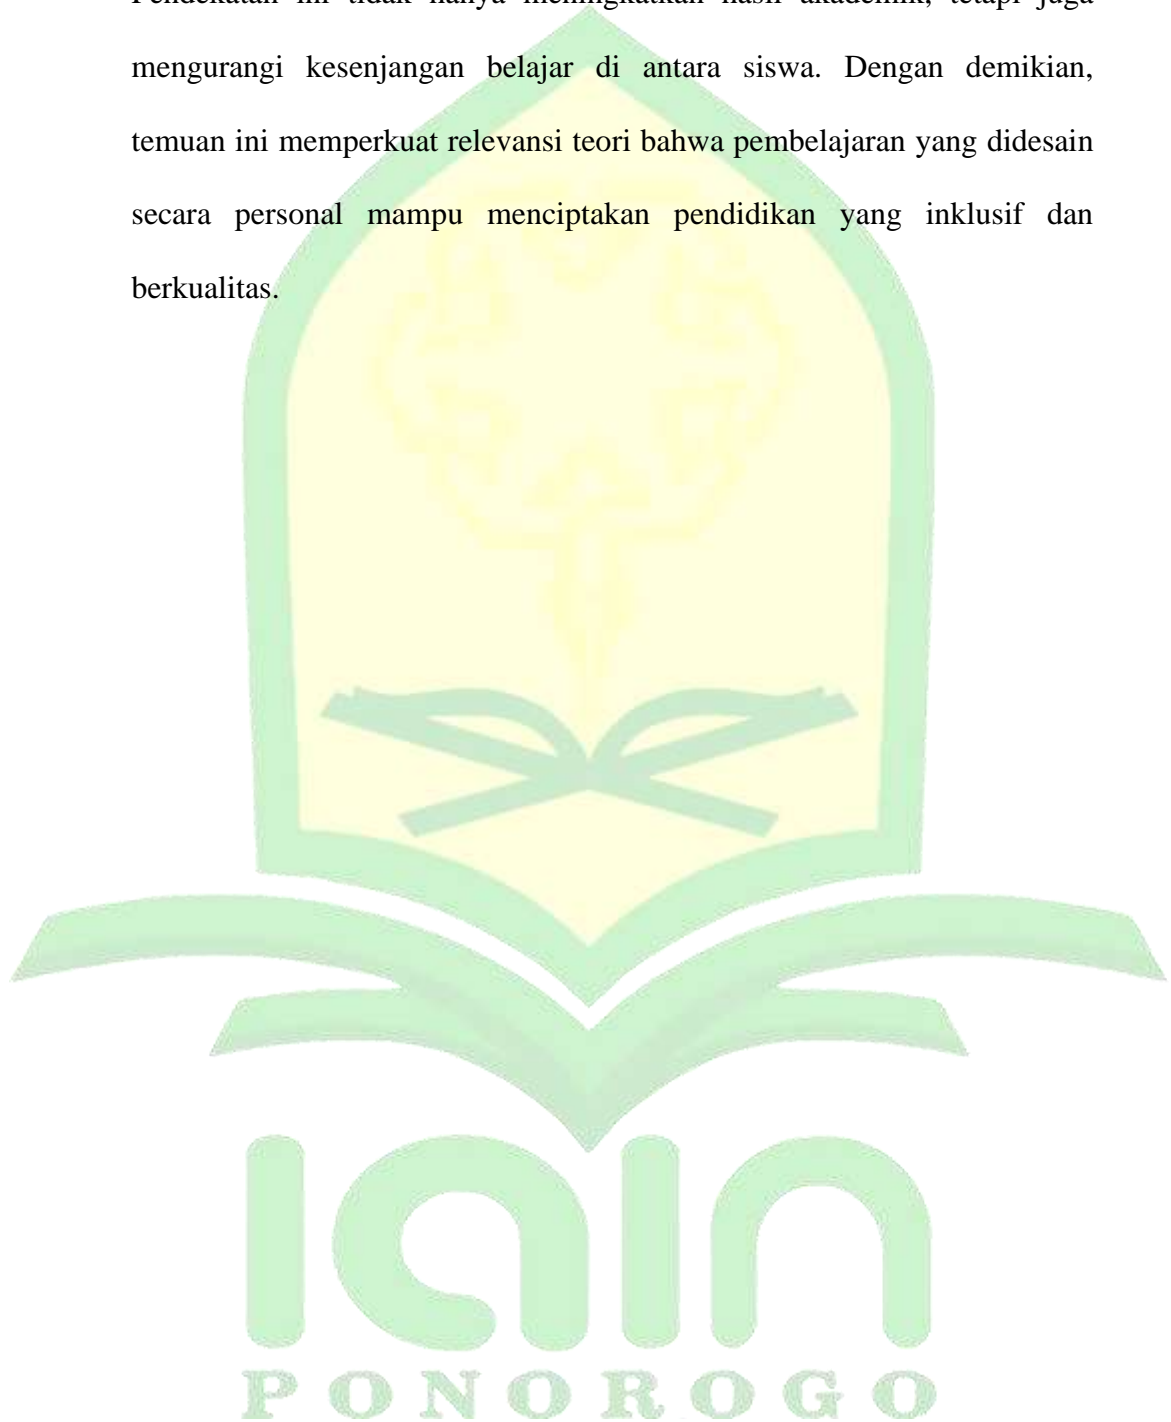 Pendekatan ini tidak hanya meningkatkan hasil akademik, tetapi juga
mengurangi kesenjangan belajar di antara siswa. Dengan demikian,
temuan ini memperkuat relevansi teori bahwa pembelajaran yang didesain
secara personal mampu menciptakan pendidikan yang inklusif dan
berkualitas.
iain
PONOROGO